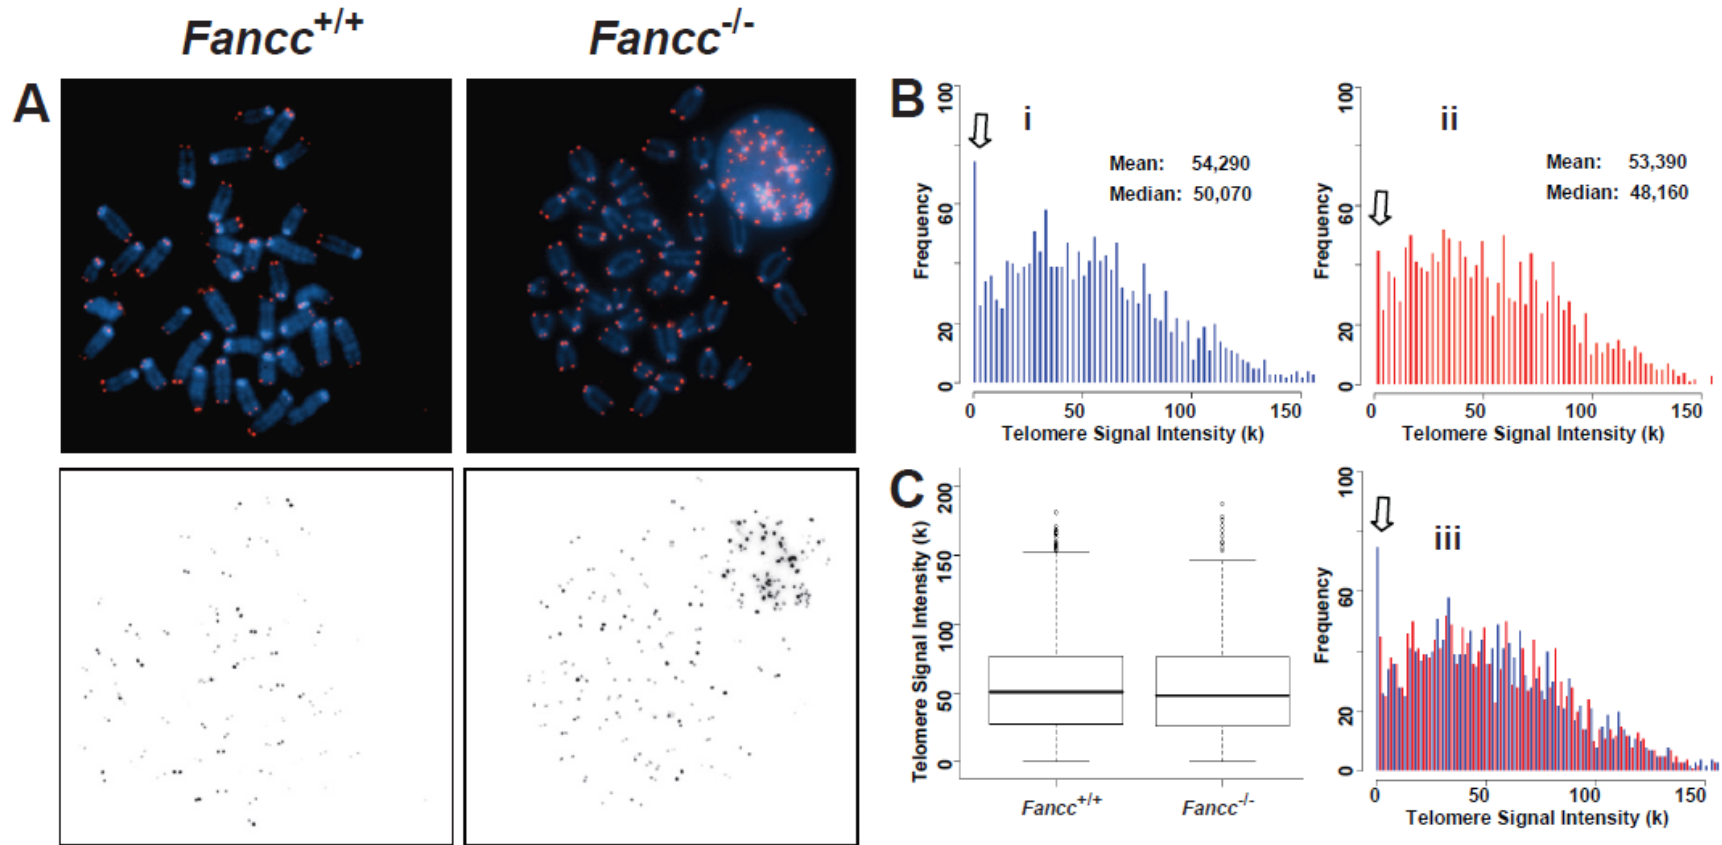 Fancc+/+
Fancc-/-
A
B
i
Mean: 54,290
Median: 50,070
Frequency
0
20
60
100
0
50
100
150
Telomere Signal Intensity (k)
ii
Mean: 53,390
Median: 48,160
Frequency
0
20
60
100
0
50
100
150
Telomere Signal Intensity (k)
C
Telomere Signal Intensity (k)
0
50
100
150
200
Fancc+/+
Fancc-/-
iii
Frequency
0
20
60
100
0
50
100
150
Telomere Signal Intensity (k)